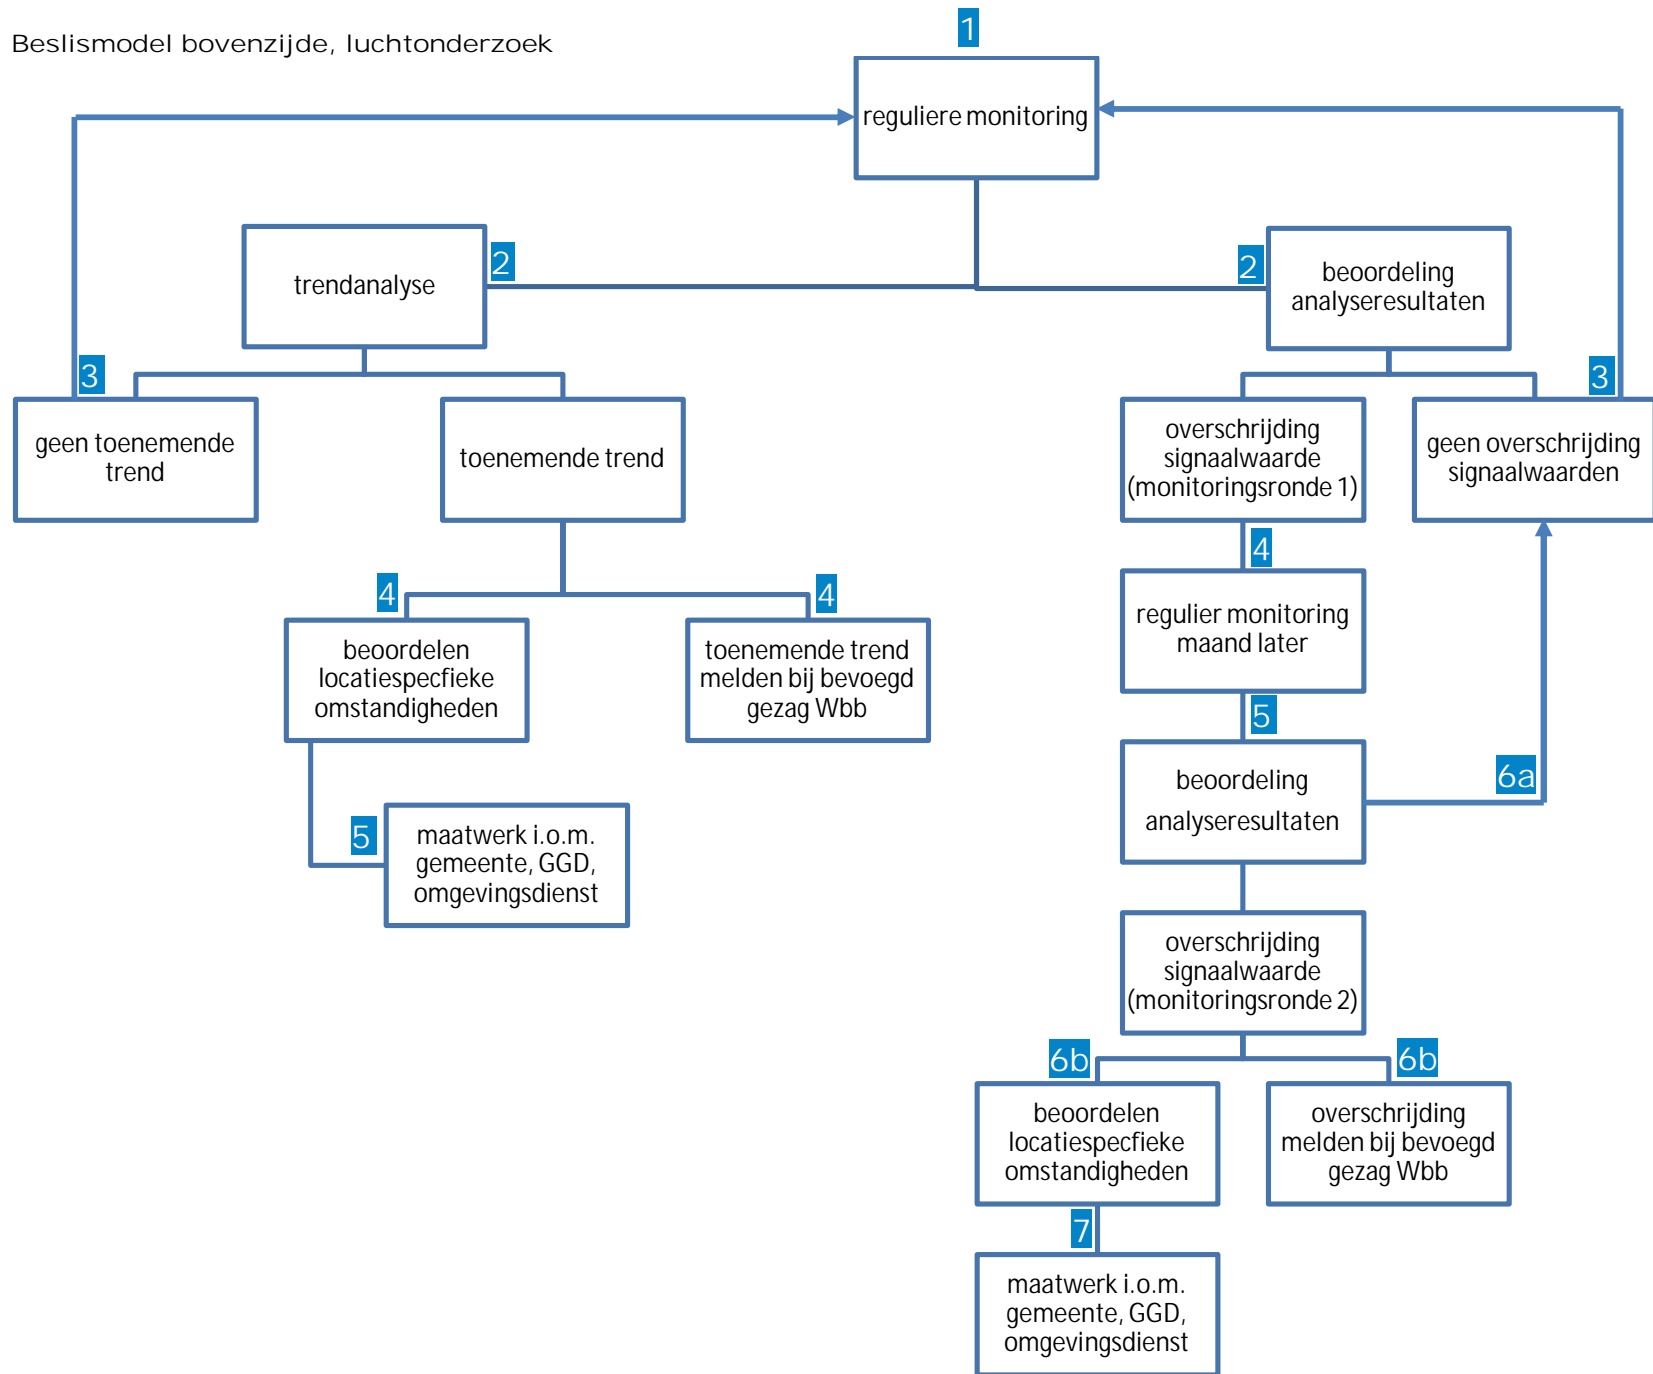 Beslismodel bovenzijde, luchtonderzoek
1
reguliere monitoring
2
trendanalyse
2
beoordeling
analyseresultaten
3
geen toenemende
trend
toenemende trend
overschrijding
signaalwaarde
(monitoringsronde 1)
3
geen overschrijding
signaalwaarden
4
beoordelen
locatiespecfieke
omstandigheden
4
toenemende trend
melden bij bevoegd
gezag Wbb
4
regulier monitoring
maand later
5
maatwerk i.o.m.
gemeente, GGD,
omgevingsdienst
5
beoordeling
analyseresultaten
6a
overschrijding
signaalwaarde
(monitoringsronde 2)
6b
beoordelen
locatiespecfieke
omstandigheden
6b
overschrijding
melden bij bevoegd
gezag Wbb
7
maatwerk i.o.m.
gemeente, GGD,
omgevingsdienst